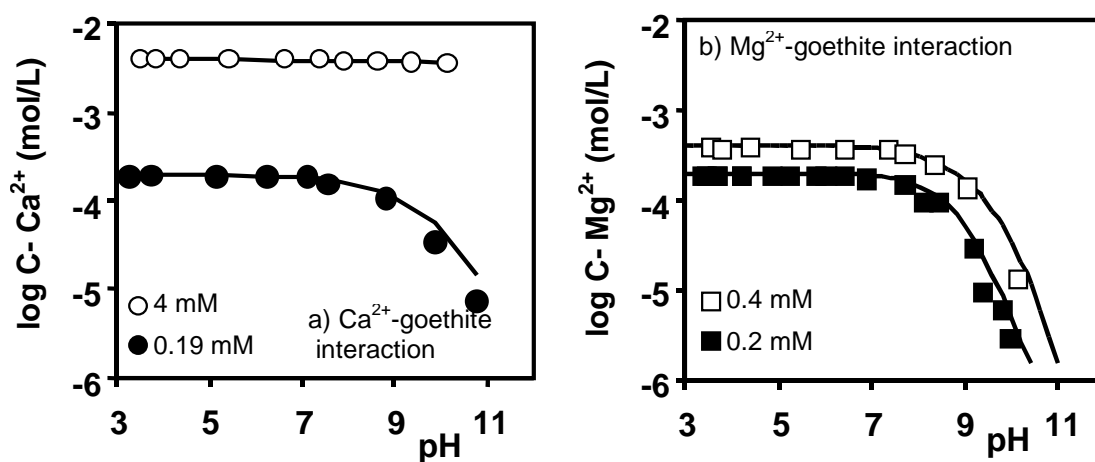 log C- Ca²⁺ (mol/L)
-2
-3
-4
-5
-6
4 mM
0.19 mM
a) Ca²⁺-goethite
interaction
3 5 7 9 11
pH
log C- Mg²⁺ (mol/L)
-2
-3
-4
-5
-6
b) Mg²⁺-goethite interaction
0.4 mM
0.2 mM
3 5 7 9 11
pH